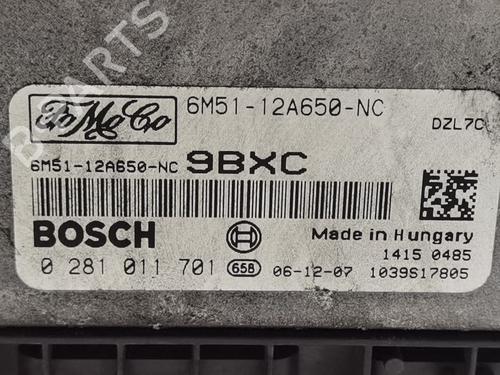 FoMoCo
6M51-12A650-NC
DZL7C
6M51-12A650-NC 9BXC
BOSCH
Made in Hungary
1415 0485
0 281 011 701 658 06-12-07 1039S17805